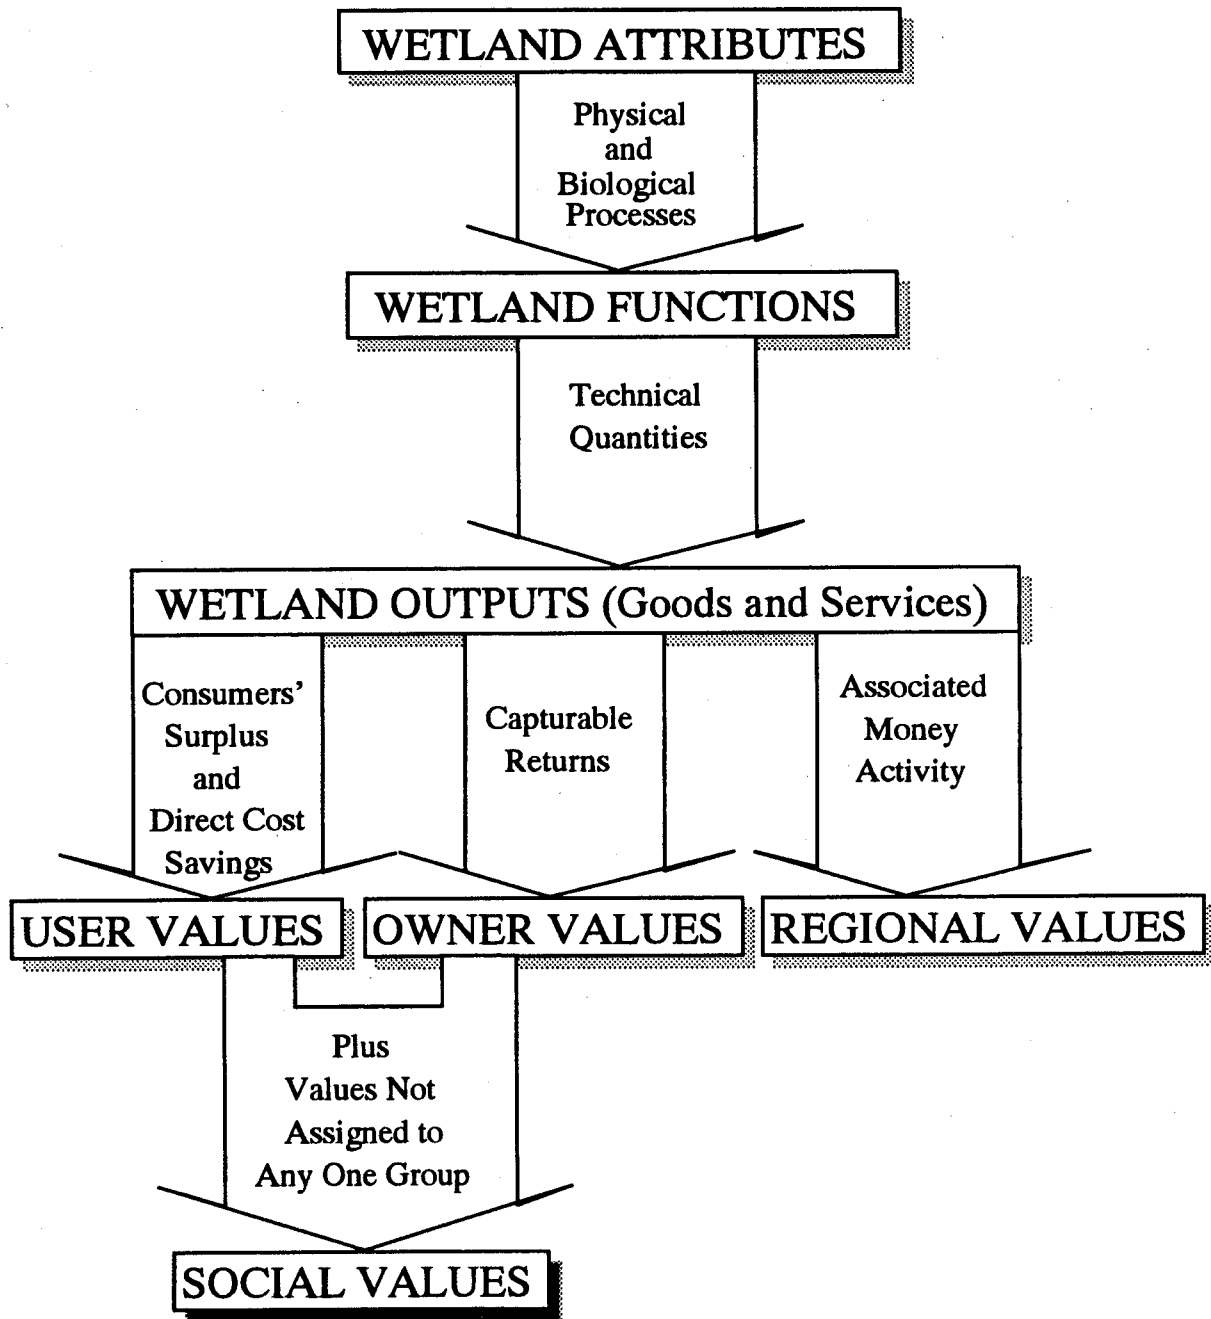 WETLAND ATTRIBUTES
Physical
and
Biological
Processes
WETLAND FUNCTIONS
Technical
Quantities
WETLAND OUTPUTS (Goods and Services)
Consumers’
Surplus
and
Direct Cost
Savings
Capturable
Returns
Associated
Money
Activity
USER VALUES
OWNER VALUES
REGIONAL VALUES
Plus
Values Not
Assigned to
Any One Group
SOCIAL VALUES